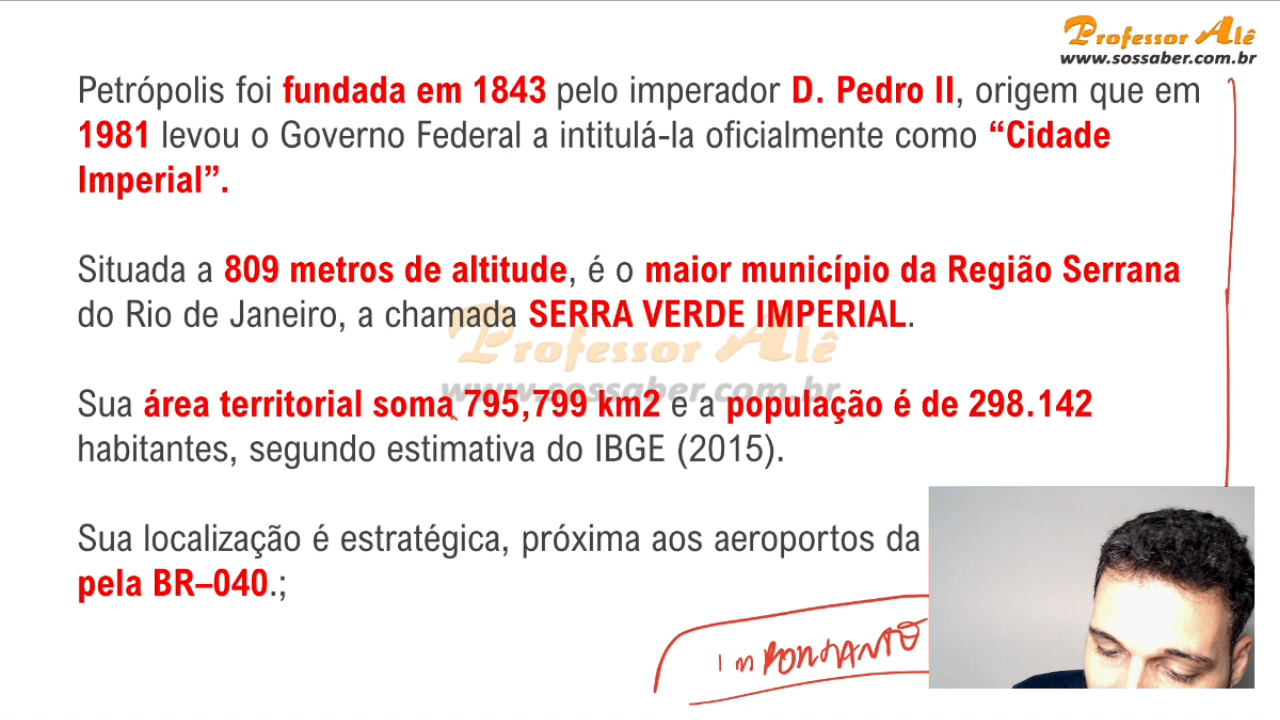 Professor Alê
www.sossaber.com.br
Petrópolis foi fundada em 1843 pelo imperador D. Pedro II, origem que em
1981 levou o Governo Federal a intitulá-la oficialmente como “Cidade
Imperial”.
Situada a 809 metros de altitude, é o maior município da Região Serrana
do Rio de Janeiro, a chamada SERRA VERDE IMPERIAL.
Professor Alê
www.sossaber.com.br
Sua área territorial soma 795,799 km2 e a população é de 298.142
habitantes, segundo estimativa do IBGE (2015).
Sua localização é estratégica, próxima aos aeroportos da
pela BR–040.;